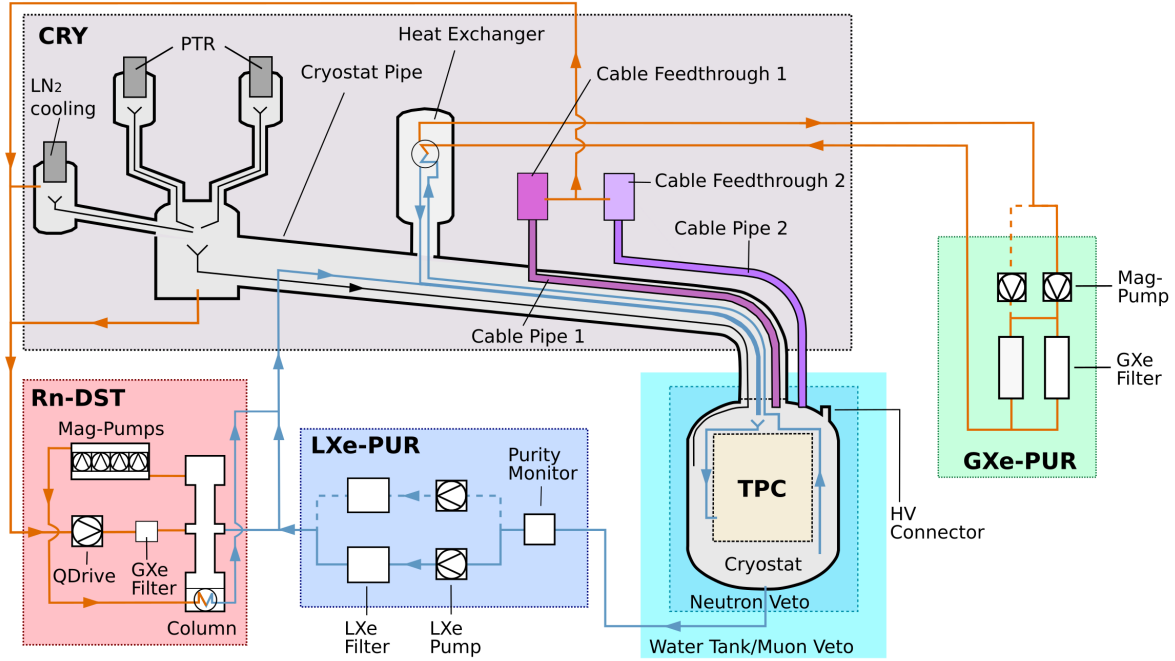 CRY
PTR
Heat Exchanger
Cryostat Pipe
Cable Feedthrough 1
LN2
cooling
Cable Feedthrough 2
Cable Pipe 2
Cable Pipe 1
Mag-
Pump
GXe
Filter
GXe-PUR
Rn-DST
Mag-Pumps
QDrive
GXe
Filter
Column
LXe-PUR
Purity
Monitor
LXe
Filter
LXe
Pump
TPC
Cryostat
Neutron Veto
Water Tank/Muon Veto
HV
Connector